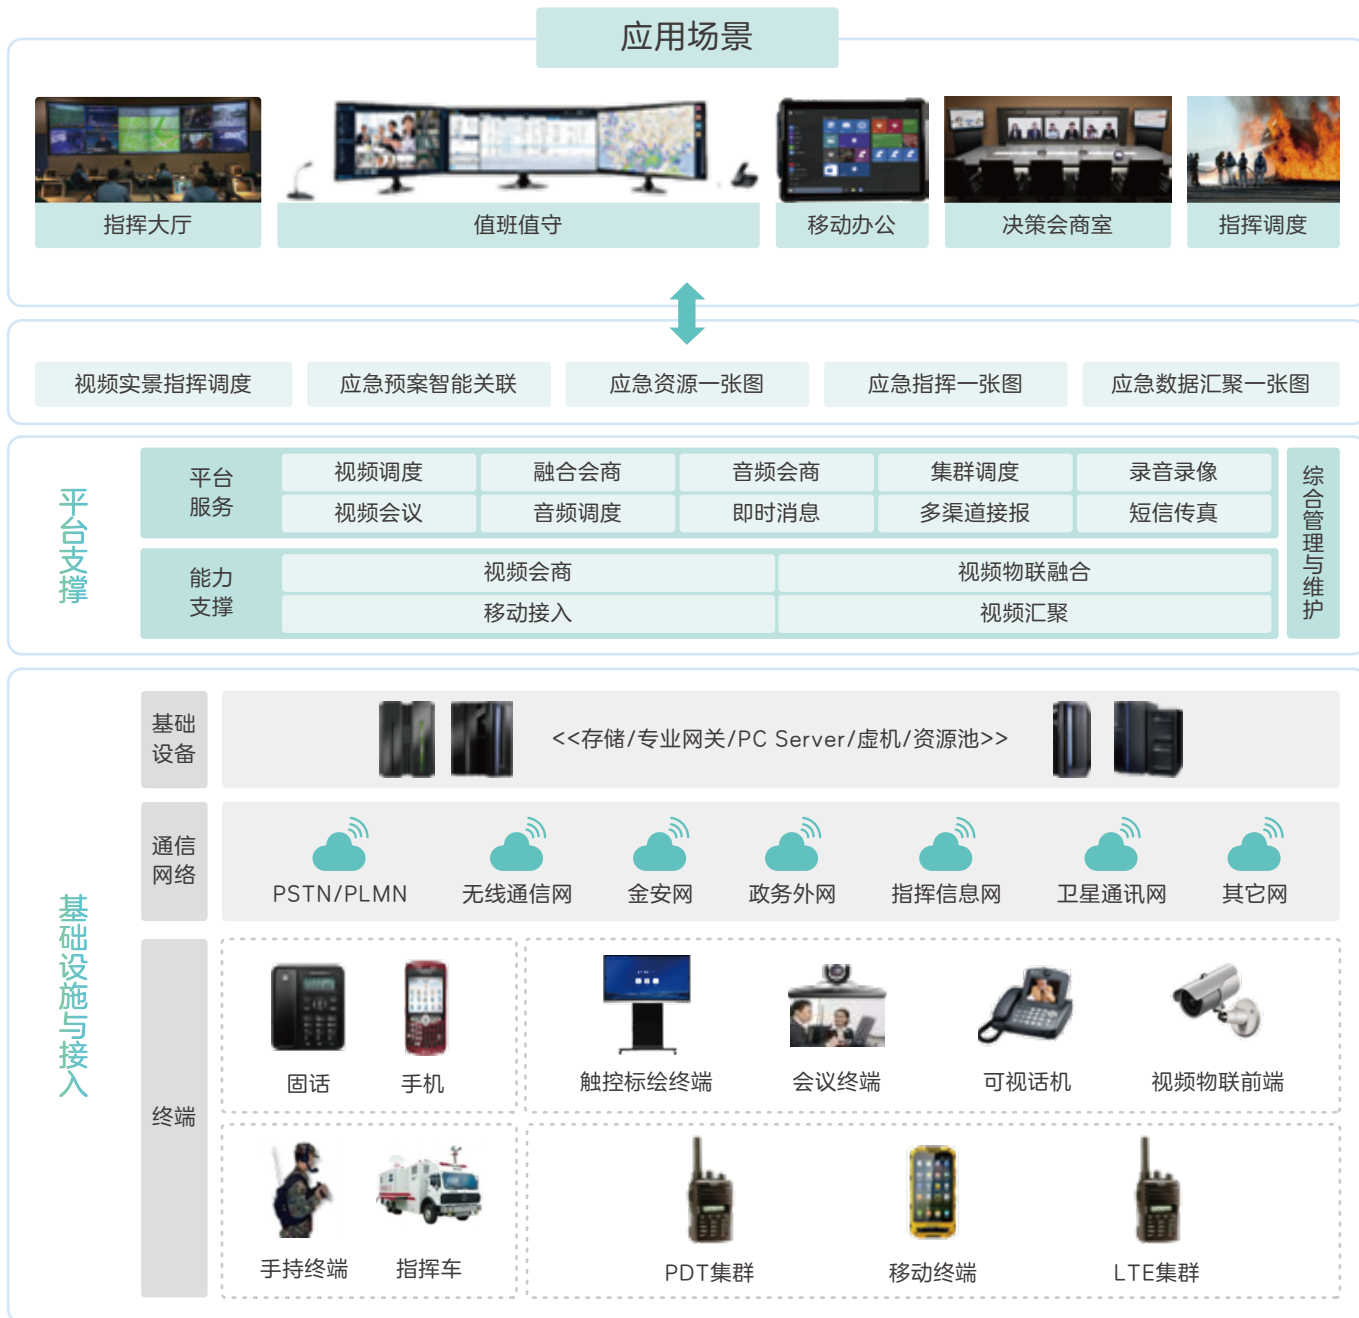 应用场景
指挥大厅
值班值守
移动办公
决策会商室
指挥调度
视频实景指挥调度
应急预案智能关联
应急资源一张图
应急指挥一张图
应急数据汇聚一张图
平台支撑
平台
服务
视频调度
融合会商
音频会商
集群调度
录音录像
视频会议
音频调度
即时消息
多渠道接报
短信传真
能力
支撑
视频会商
视频物联融合
移动接入
视频汇聚
综合管理与维护
基础设施与接入
基础
设备
<<存储/专业网关/PC Server/虚机/资源池>>
通信
网络
PSTN/PLMN
无线通信网
金安网
政务外网
指挥信息网
卫星通讯网
其它网
终端
固话
手机
触控标绘终端
会议终端
可视话机
视频物联前端
手持终端
指挥车
PDT集群
移动终端
LTE集群